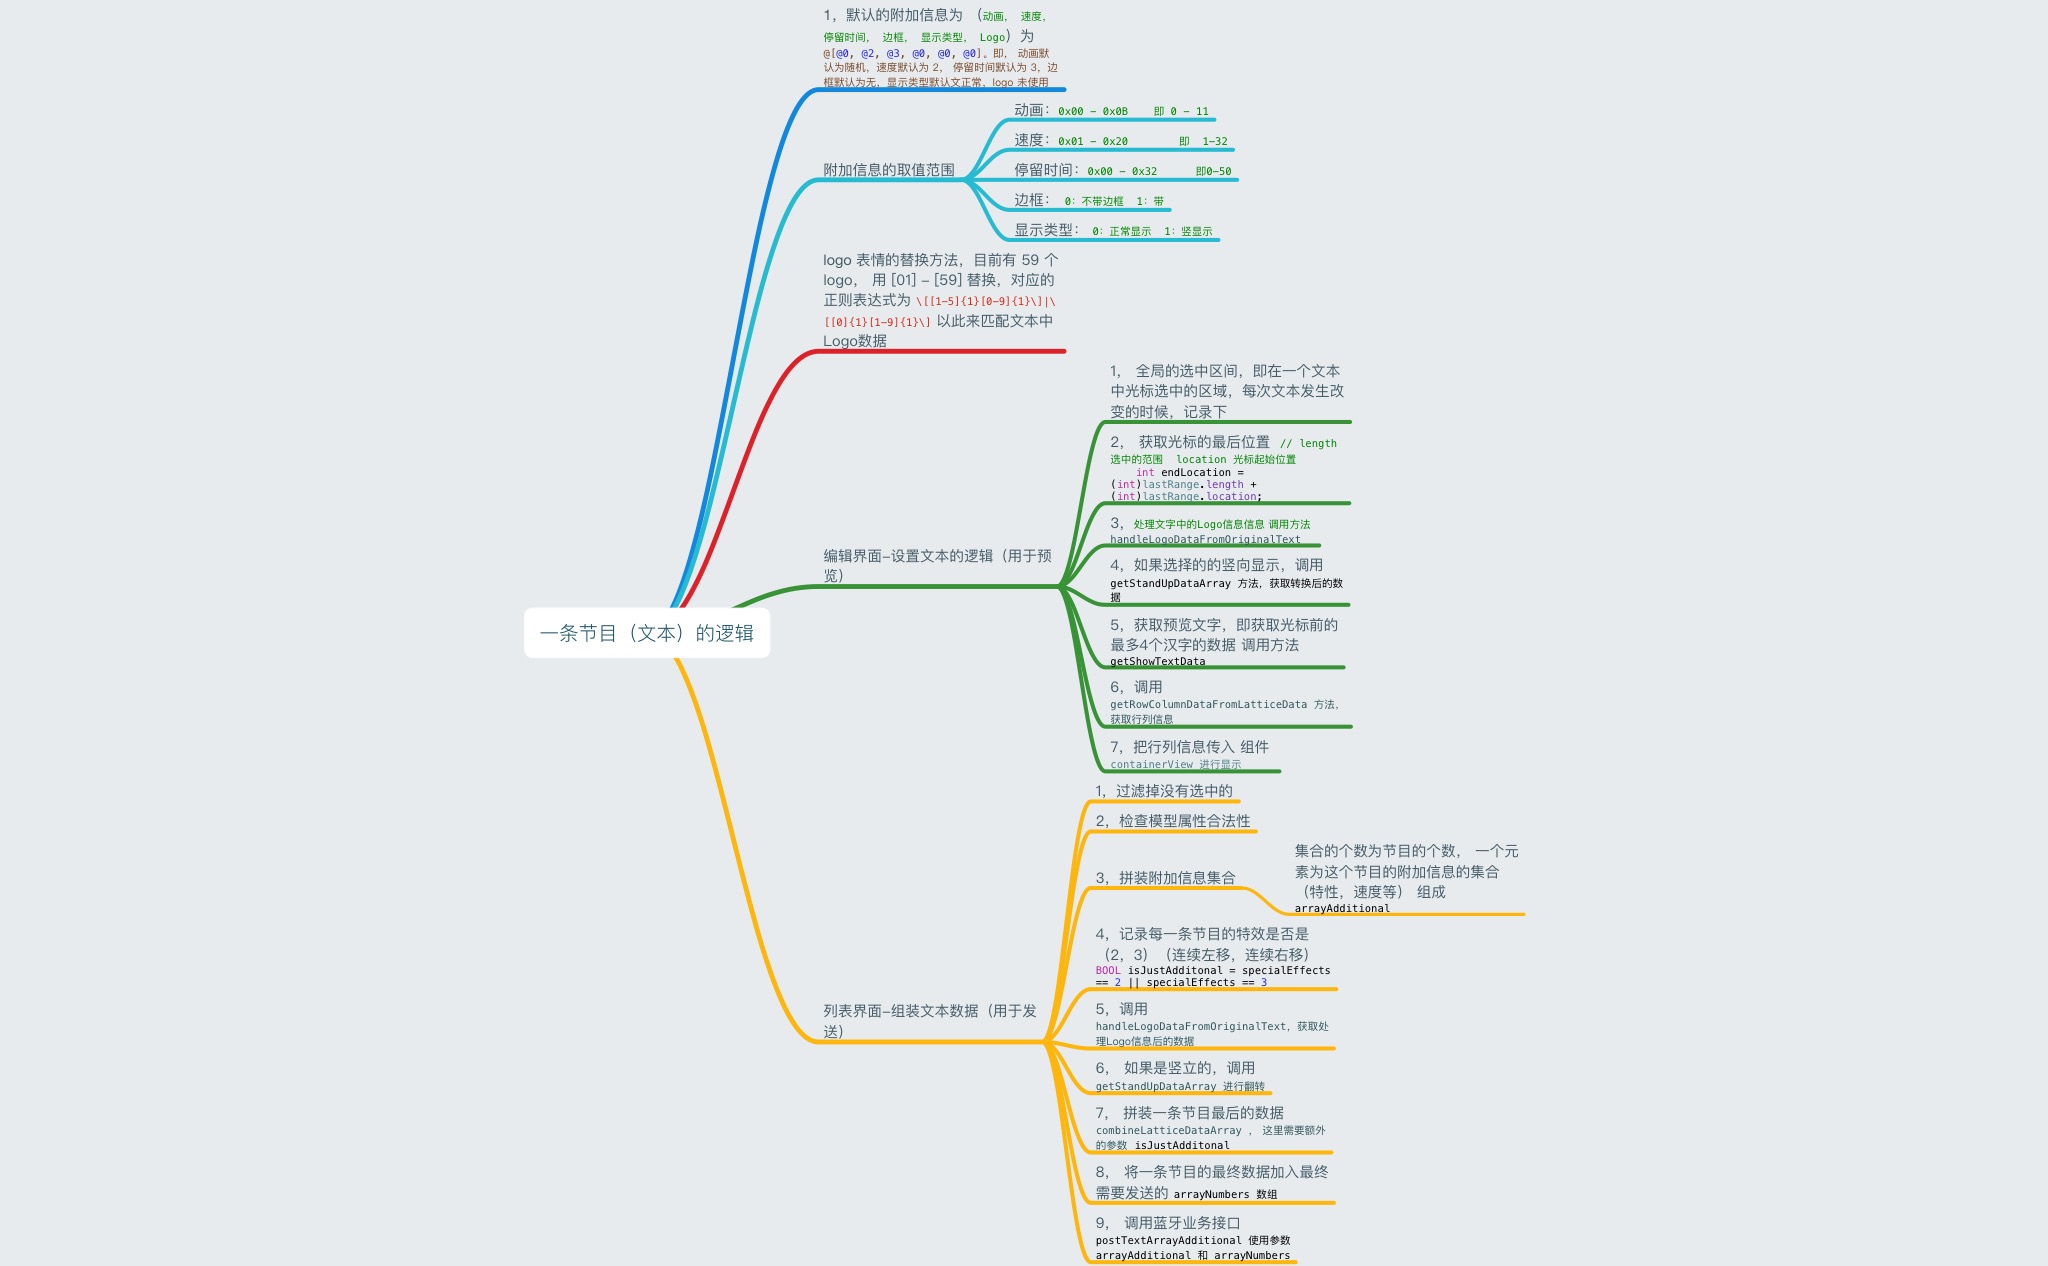 1，默认的附加信息为 （动画， 速度，
停留时间， 边框， 显示类型， Logo）为
@[@0, @2, @3, @0, @0, @0]。即， 动画默
认为随机，速度默认为 2， 停留时间默认为 3，边
框默认为无，显示类型默认文正常，logo 未使用
动画：0x00 - 0x0B 即 0 - 11
速度：0x01 - 0x20 即 1-32
附加信息的取值范围
停留时间：0x00 - 0x32 即0-50
边框： 0：不带边框 1：带
显示类型： 0：正常显示 1：竖显示
logo 表情的替换方法，目前有 59 个
logo， 用 [01] - [59] 替换，对应的
正则表达式为 \[[1-5]{1}[0-9]{1}\]|\
[[0]{1}[1-9]{1}\] 以此来匹配文本中
Logo数据
一条节目（文本）的逻辑
编辑界面-设置文本的逻辑（用于预
览）
1， 全局的选中区间，即在一个文本
中光标选中的区域，每次文本发生改
变的时候，记录下
2， 获取光标的最后位置 // length
选中的范围 location 光标起始位置
int endLocation =
(int)lastRange.length +
(int)lastRange.location;
3，处理文字中的Logo信息信息 调用方法
handleLogoDataFromOriginalText
4，如果选择的的竖向显示，调用
getStandUpDataArray 方法，获取转换后的数
据
5，获取预览文字，即获取光标前的
最多4个汉字的数据 调用方法
getShowTextData
6，调用
getRowColumnDataFromLatticeData 方法，
获取行列信息
7，把行列信息传入 组件
containerView 进行显示
列表界面-组装文本数据（用于发
送）
1，过滤掉没有选中的
2，检查模型属性合法性
3，拼装附加信息集合
集合的个数为节目的个数， 一个元
素为这个节目的附加信息的集合
（特性，速度等） 组成
arrayAdditional
4，记录每一条节目的特效是否是
（2，3）（连续左移，连续右移）
BOOL isJustAdditonal = specialEffects
== 2 || specialEffects == 3
5，调用
handleLogoDataFromOriginalText，获取处
理Logo信息后的数据
6， 如果是竖立的，调用
getStandUpDataArray 进行翻转
7， 拼装一条节目最后的数据
combineLatticeDataArray ， 这里需要额外
的参数 isJustAdditonal
8， 将一条节目的最终数据加入最终
需要发送的 arrayNumbers 数组
9， 调用蓝牙业务接口
postTextArrayAdditional 使用参数
arrayAdditional 和 arrayNumbers